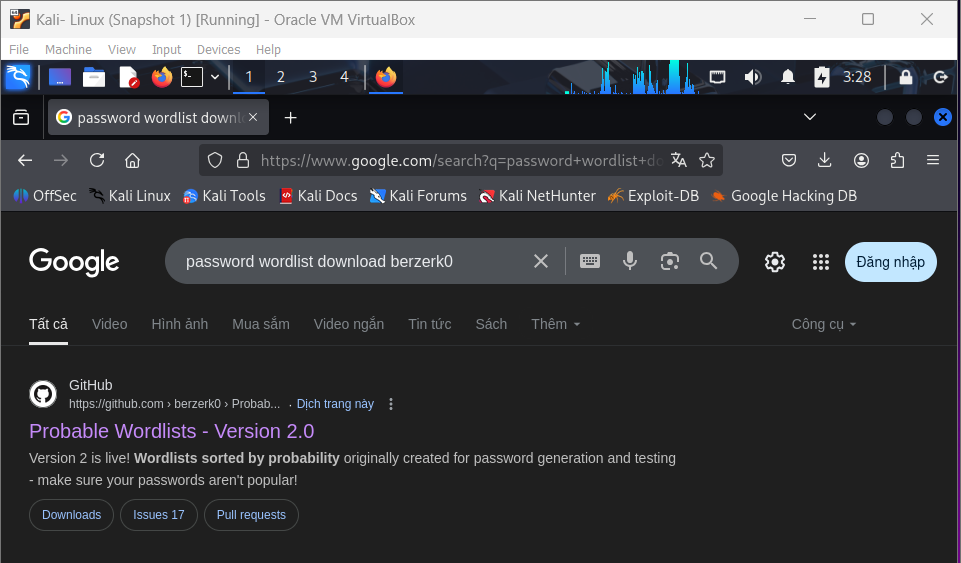 Kali- Linux (Snapshot 1) [Running] - Oracle VM VirtualBox
File Machine View Input Devices Help
1 2 3 4 3:28
password wordlist downl
https://www.google.com/search?q=password+wordlist+do
OffSec Kali Linux Kali Tools Kali Docs Kali Forums Kali NetHunter Exploit-DB Google Hacking DB
Google password wordlist download berzerk0 Đăng nhập
Tất cả Video Hình ảnh Mua sắm Video ngắn Tin tức Sách Thêm Công cụ
GitHub
https://github.com › berzerk0 › Probab... · Dịch trang này
Probable Wordlists - Version 2.0
Version 2 is live! Wordlists sorted by probability originally created for password generation and testing
- make sure your passwords aren't popular!
Downloads Issues 17 Pull requests